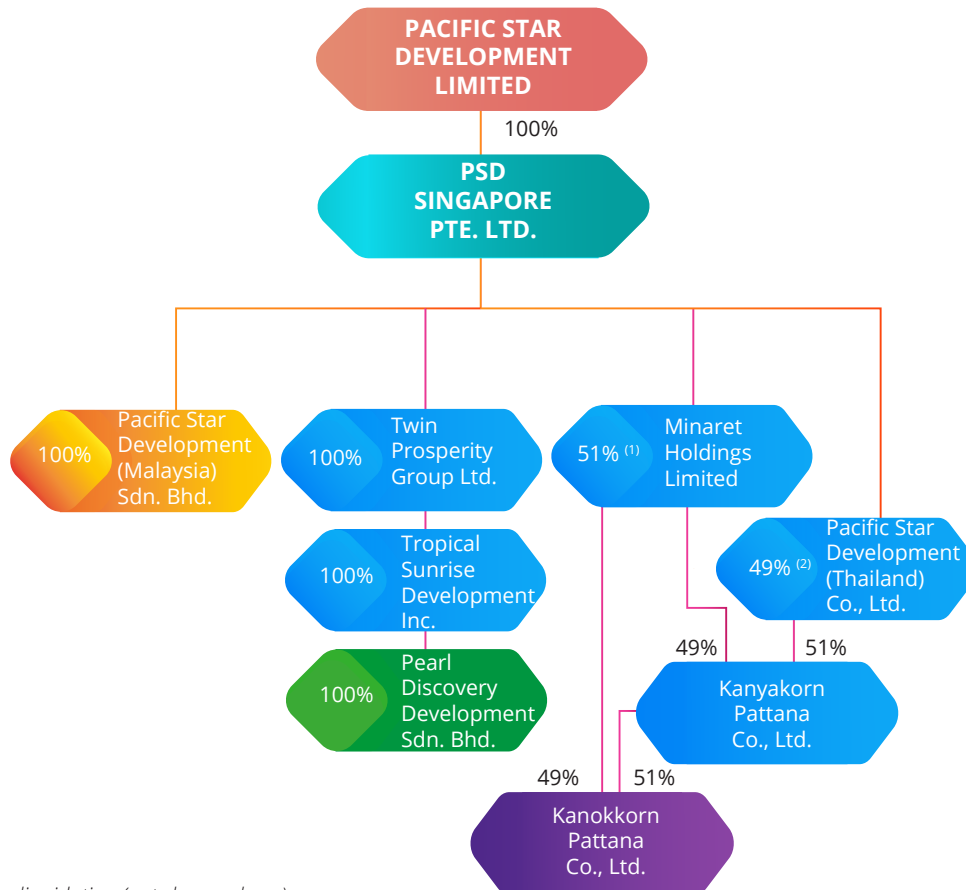 PACIFIC STAR
DEVELOPMENT
LIMITED
100%
PSD
SINGAPORE
PTE. LTD.
100%
Pacific Star
Development
(Malaysia)
Sdn. Bhd.
100%
Twin
Prosperity
Group Ltd.
51% (1)
Minaret
Holdings
Limited
100%
Tropical
Sunrise
Development
Inc.
49% (2)
Pacific Star
Development
(Thailand)
Co., Ltd.
100%
Pearl
Discovery
Development
Sdn. Bhd.
49%
51%
Kanyakorn
Pattana
Co., Ltd.
49%
51%
Kanokkorn
Pattana
Co., Ltd.